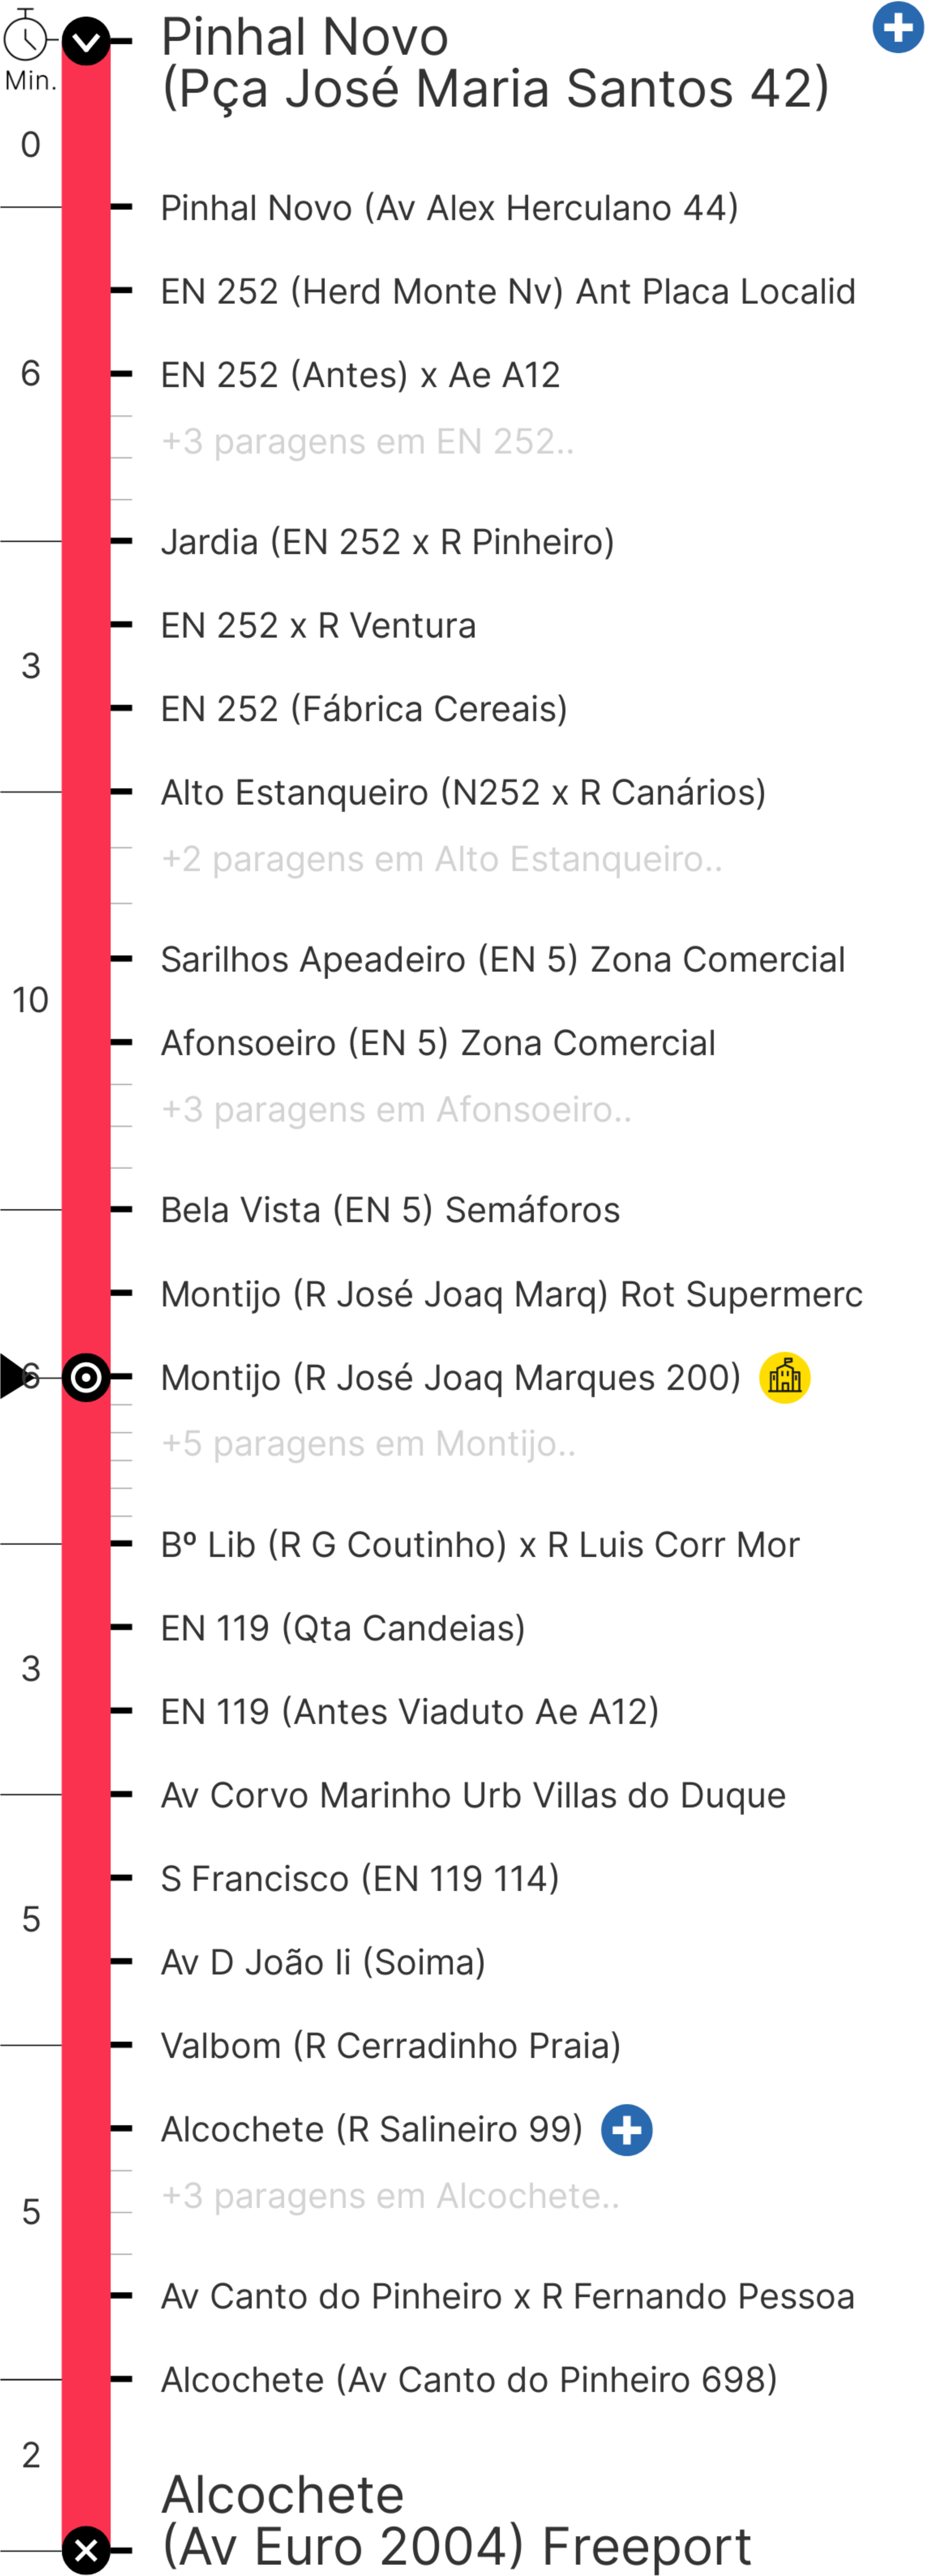 Pinhal Novo
(Pça José Maria Santos 42)
Min.
0
Pinhal Novo (Av Alex Herculano 44)
EN 252 (Herd Monte Nv) Ant Placa Localid
6
EN 252 (Antes) x Ae A12
+3 paragens em EN 252..
Jardia (EN 252 x R Pinheiro)
EN 252 x R Ventura
3
EN 252 (Fábrica Cereais)
Alto Estanqueiro (N252 x R Canários)
+2 paragens em Alto Estanqueiro..
Sarilhos Apeadeiro (EN 5) Zona Comercial
10
Afonsoeiro (EN 5) Zona Comercial
+3 paragens em Afonsoeiro..
Bela Vista (EN 5) Semáforos
Montijo (R José Joaq Marq) Rot Supermerc
6
Montijo (R José Joaq Marques 200)
+5 paragens em Montijo..
Bº Lib (R G Coutinho) x R Luis Corr Mor
EN 119 (Qta Candeias)
3
EN 119 (Antes Viaduto Ae A12)
Av Corvo Marinho Urb Villas do Duque
S Francisco (EN 119 114)
5
Av D João Ii (Soima)
Valbom (R Cerradinho Praia)
Alcochete (R Salineiro 99)
+3 paragens em Alcochete..
5
Av Canto do Pinheiro x R Fernando Pessoa
Alcochete (Av Canto do Pinheiro 698)
2
Alcochete
(Av Euro 2004) Freeport